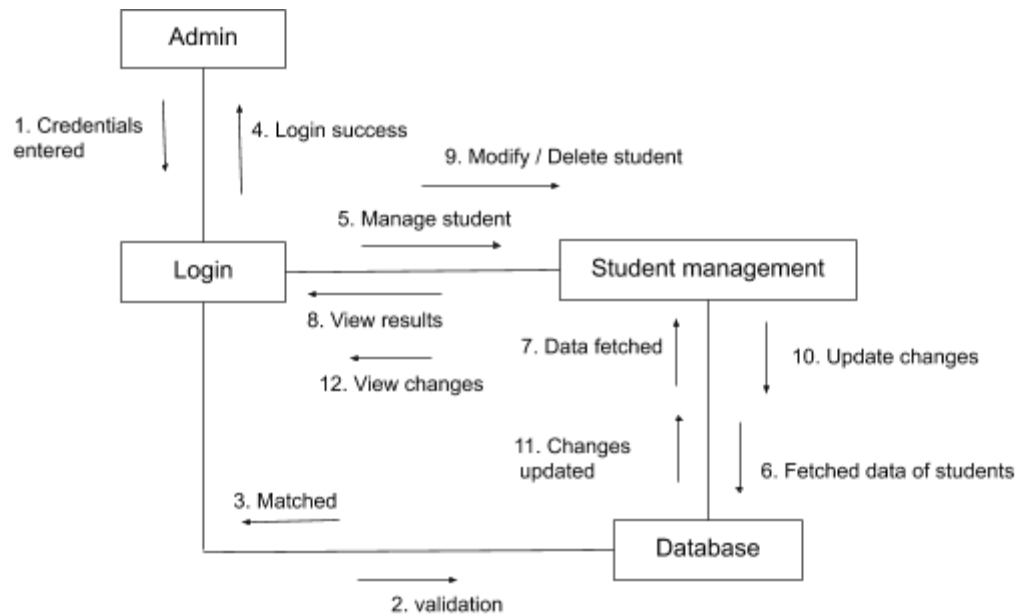 Admin
1. Credentials
entered
4. Login success
9. Modify / Delete student
5. Manage student
Login
Student management
8. View results
7. Data fetched
10. Update changes
12. View changes
11. Changes
updated
6. Fetched data of students
3. Matched
Database
2. validation